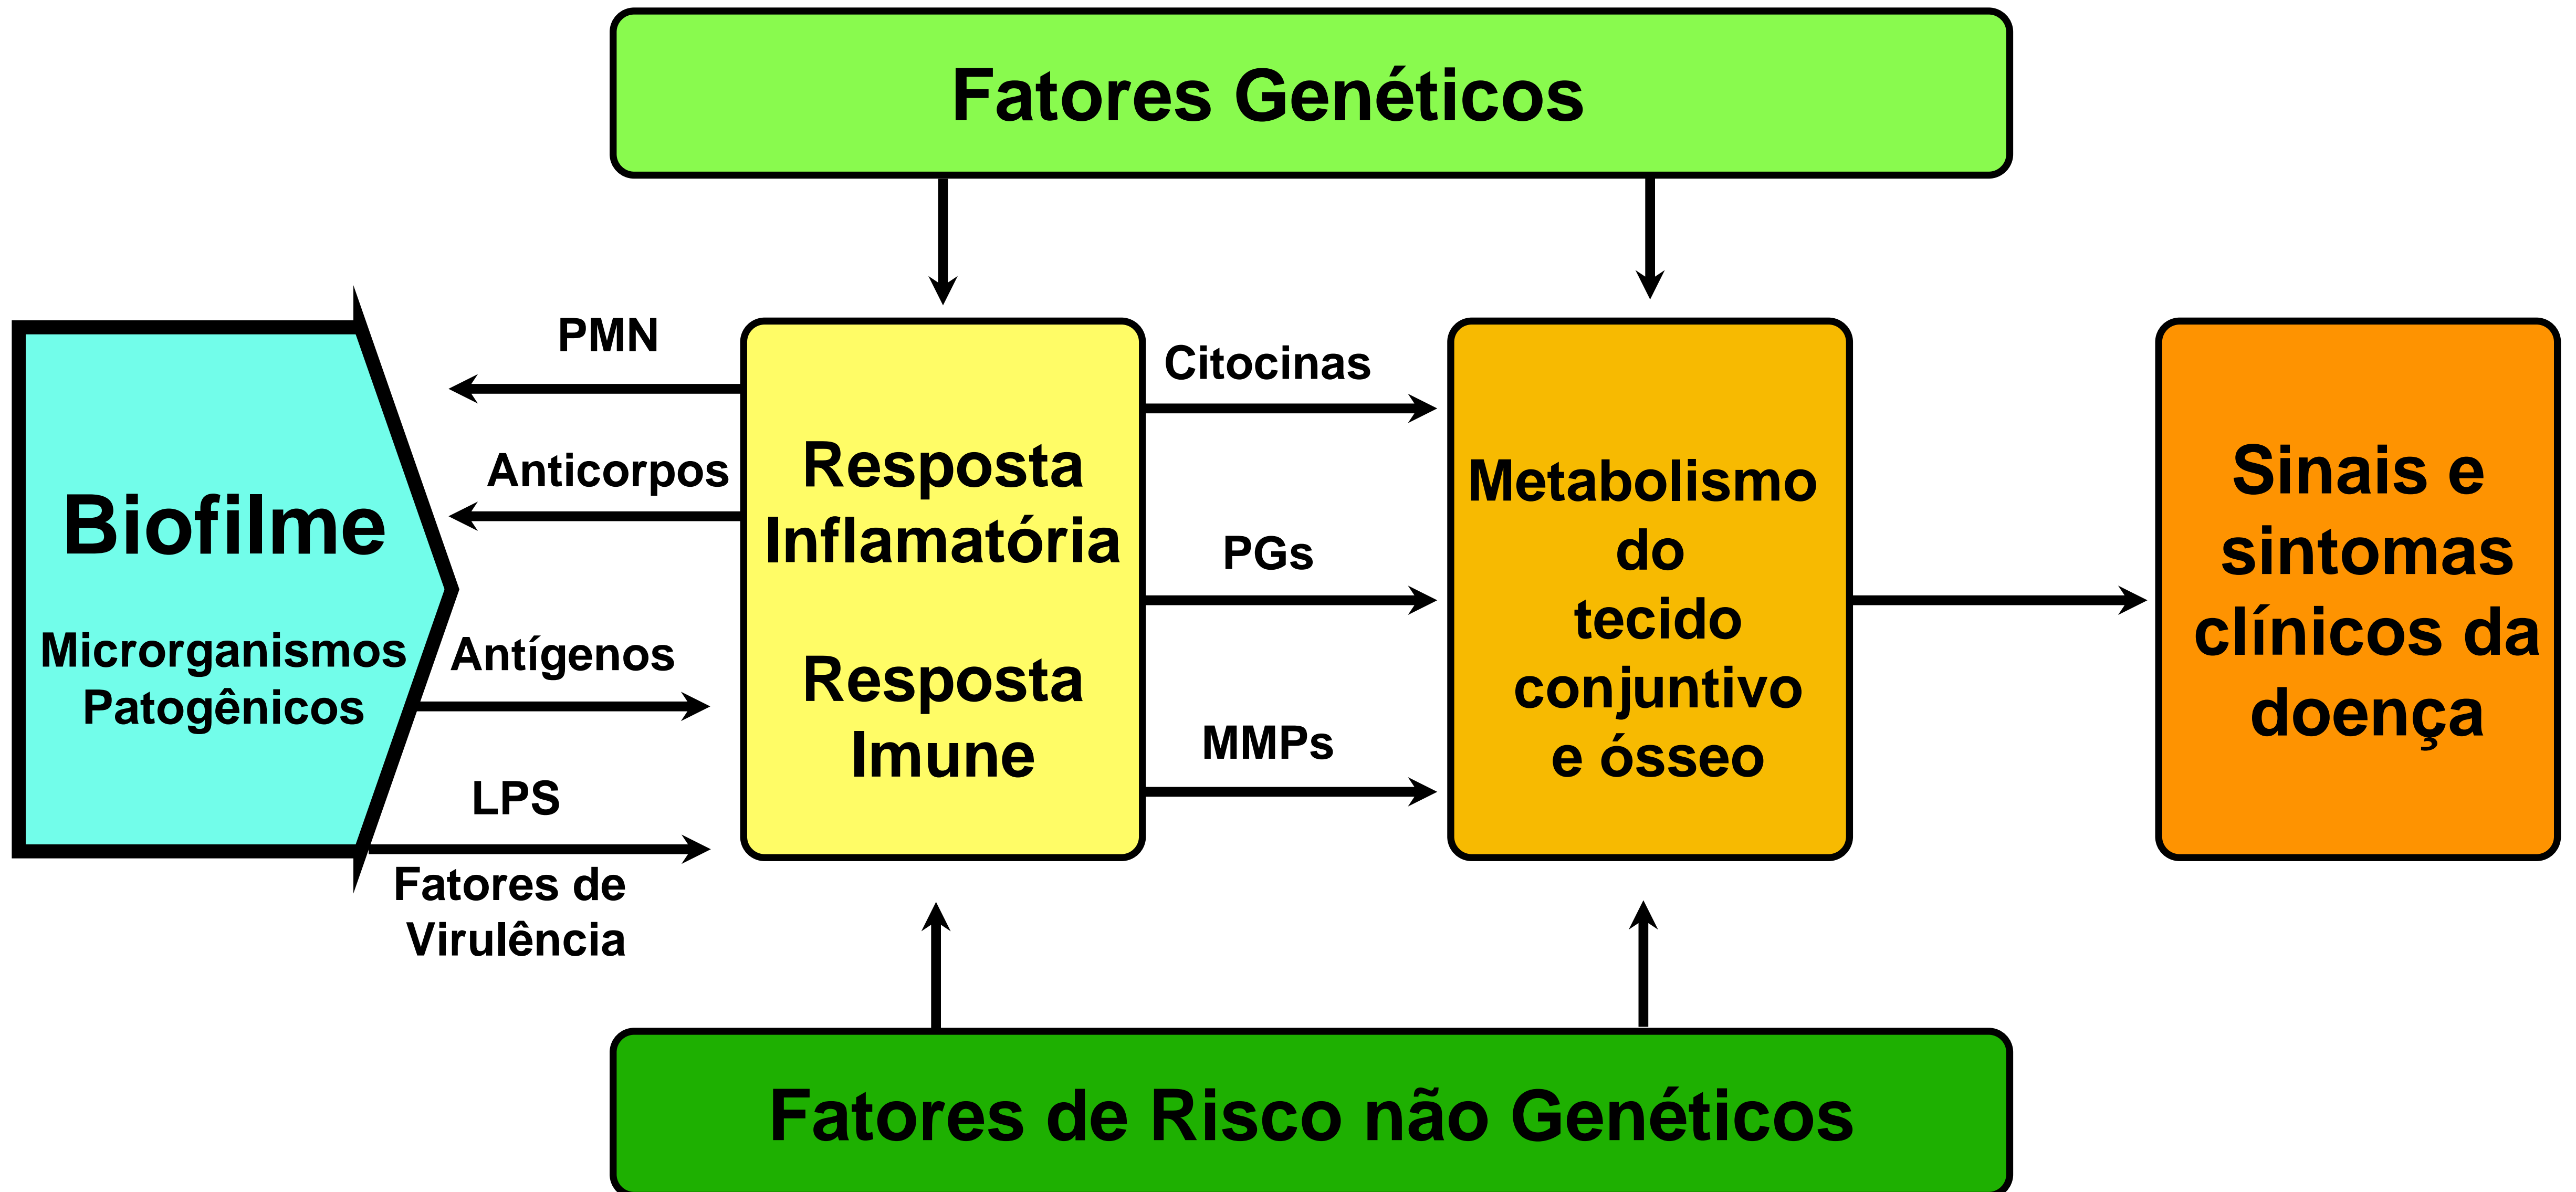 Fatores Genéticos
Biofilme
Microrganismos
Patogênicos
PMN
Anticorpos
Antígenos
LPS
Fatores de
Virulência
Resposta
Inflamatória
Resposta
Imune
Citocinas
PGs
MMPs
Metabolismo
do
tecido
conjuntivo
e ósseo
Sinais e
sintomas
clínicos da
doença
Fatores de Risco não Genéticos